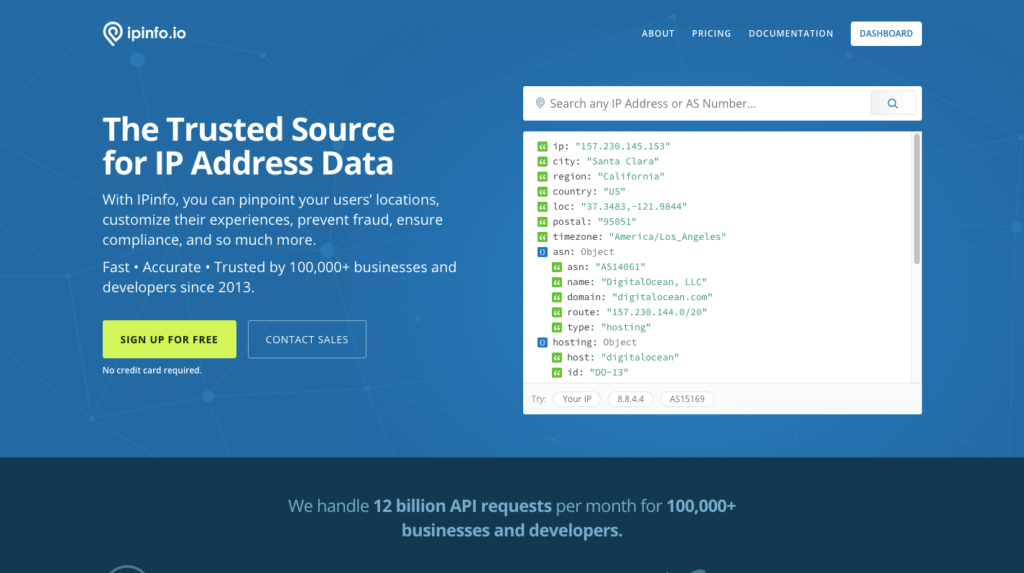 ipinfo.io
ABOUT PRICING DOCUMENTATION DASHBOARD
The Trusted Source
for IP Address Data
With IPinfo, you can pinpoint your users’ locations,
customize their experiences, prevent fraud, ensure
compliance, and so much more.
Fast • Accurate • Trusted by 100,000+ businesses and
developers since 2013.
SIGN UP FOR FREE CONTACT SALES
No credit card required.
Search any IP Address or AS Number...
ip: "157.230.145.153"
city: "Santa Clara"
region: "California"
country: "US"
loc: "37.3483,-121.9844"
postal: "95051"
timezone: "America/Los_Angeles"
{} asn: Object
asn: "AS14061"
name: "DigitalOcean, LLC"
domain: "digitalocean.com"
route: "157.230.144.0/20"
type: "hosting"
{} hosting: Object
host: "digitalocean"
id: "DO-13"
Try: Your IP 8.8.4.4 AS15169
We handle 12 billion API requests per month for 100,000+
businesses and developers.